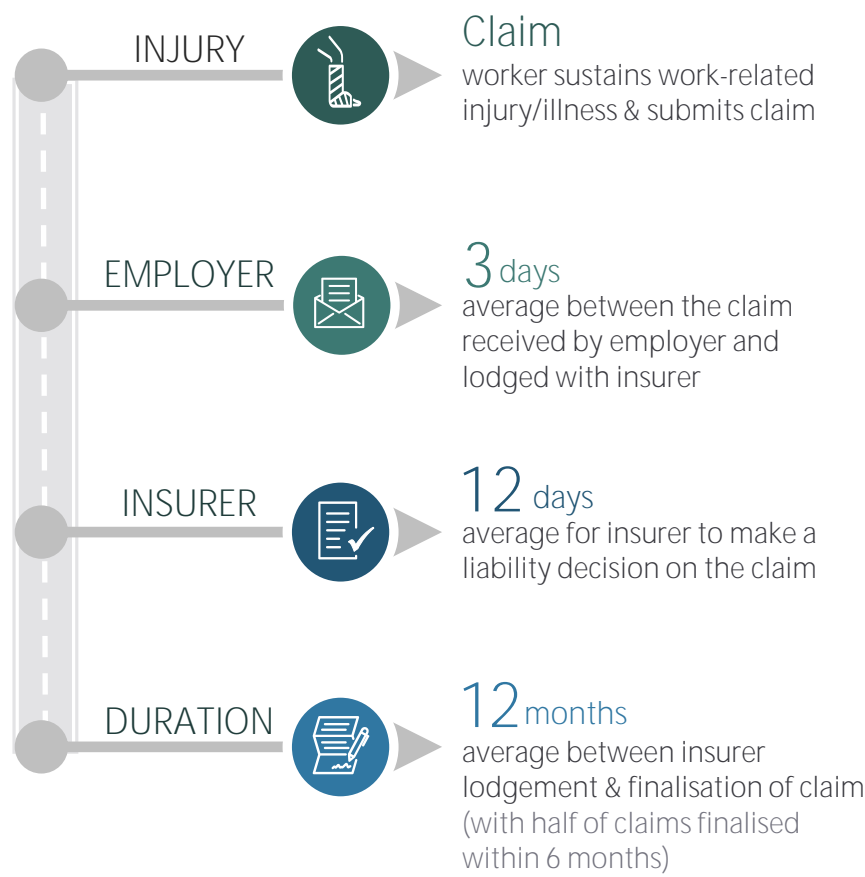 INJURY
Claim
worker sustains work-related
injury/illness & submits claim
EMPLOYER
3 days
average between the claim
received by employer and
lodged with insurer
INSURER
12 days
average for insurer to make a
liability decision on the claim
DURATION
12 months
average between insurer
lodgement & finalisation of claim
(with half of claims finalised
within 6 months)